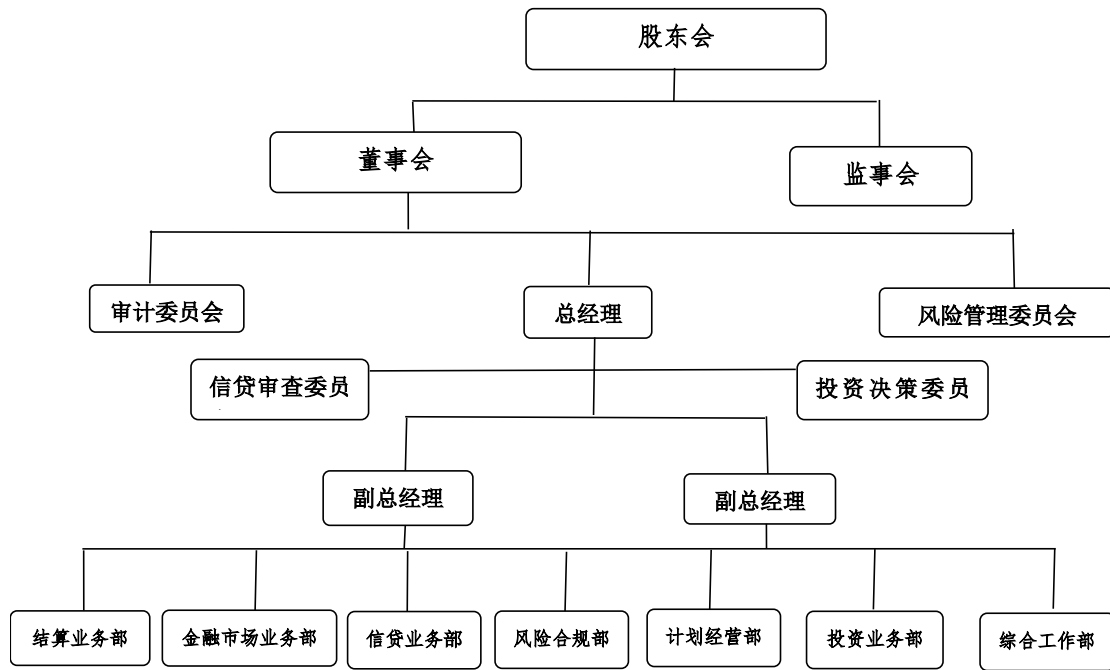 股东会
董事会
监事会
审计委员会
总经理
风险管理委员会
信贷审查委员
投资决策委员
副总经理
副总经理
结算业务部
金融市场业务部
信贷业务部
风险合规部
计划经营部
投资业务部
综合工作部